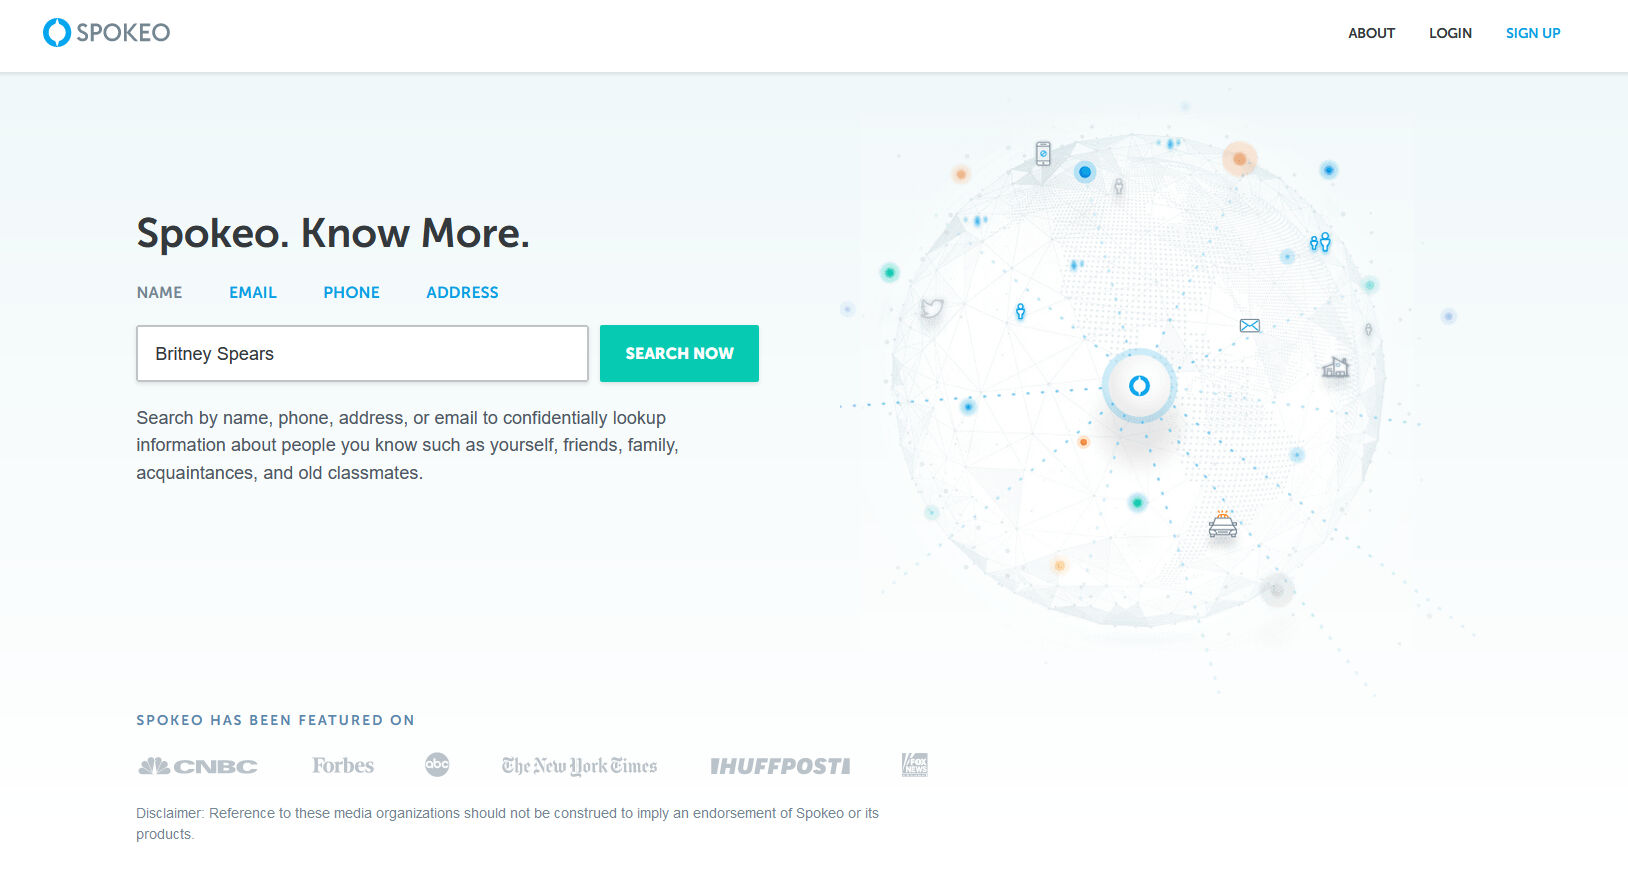 SPOKEO
ABOUT LOGIN SIGN UP
Spokeo. Know More.
NAME EMAIL PHONE ADDRESS
Britney Spears SEARCH NOW
Search by name, phone, address, or email to confidentially lookup
information about people you know such as yourself, friends, family,
acquaintances, and old classmates.
SPOKEO HAS BEEN FEATURED ON
CNBC Forbes abc The New York Times HUFFPOST FOX NEWS
Disclaimer: Reference to these media organizations should not be construed to imply an endorsement of Spokeo or its
products.